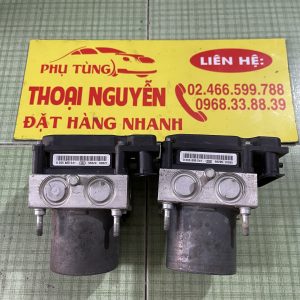 PHỤ TÙNG
THOẠI NGUYỄN
ĐẶT HÀNG NHANH
LIÊN HỆ:
02.466.599.788
0968.33.88.39